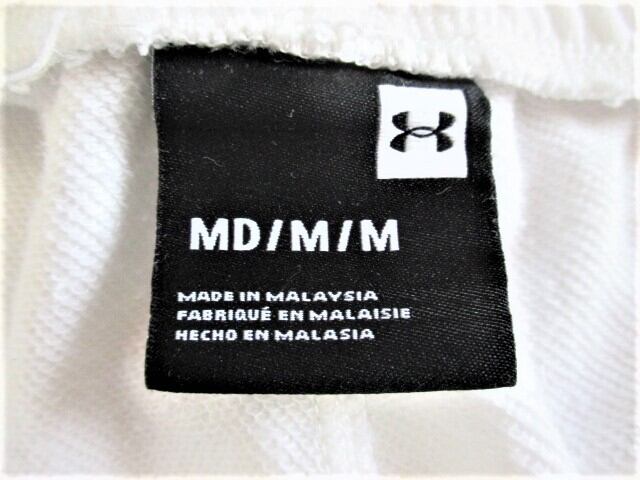 MD/M/M
MADE IN MALAYSIA
FABRIQUÉ EN MALAISIE
HECHO EN MALASIA